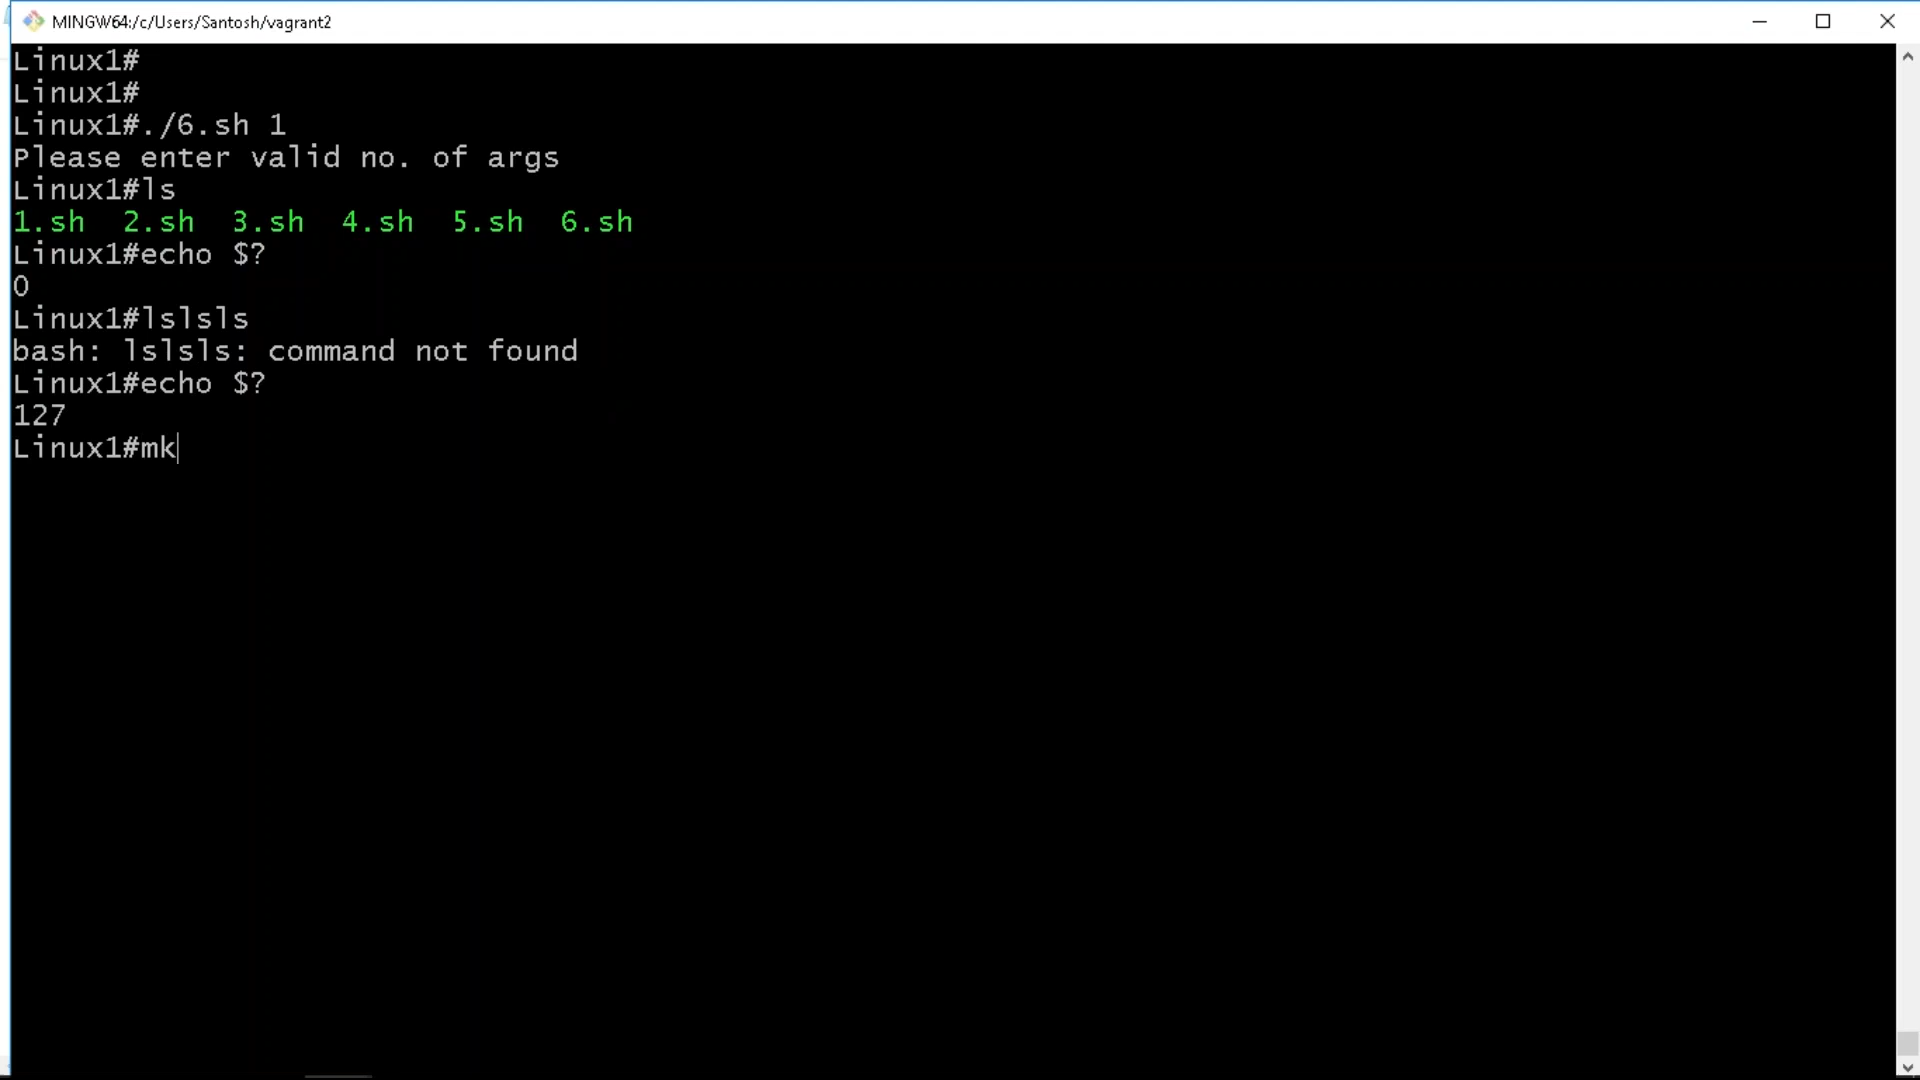 MINGW64:/c/Users/Santosh/vagrant2
Linux1#
Linux1#
Linux1#./6.sh 1
Please enter valid no. of args
Linux1#ls
1.sh  2.sh  3.sh  4.sh  5.sh  6.sh
Linux1#echo $?
0
Linux1#lslsls
bash: lslsls: command not found
Linux1#echo $?
127
Linux1#mk